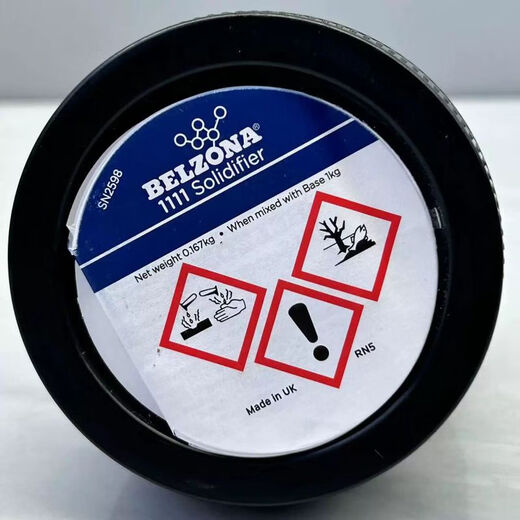 SN2598
BELZONA®
1111 Solidifier
Net weight 0.167kg • When mixed with Base 1kg
RN5
Made in UK